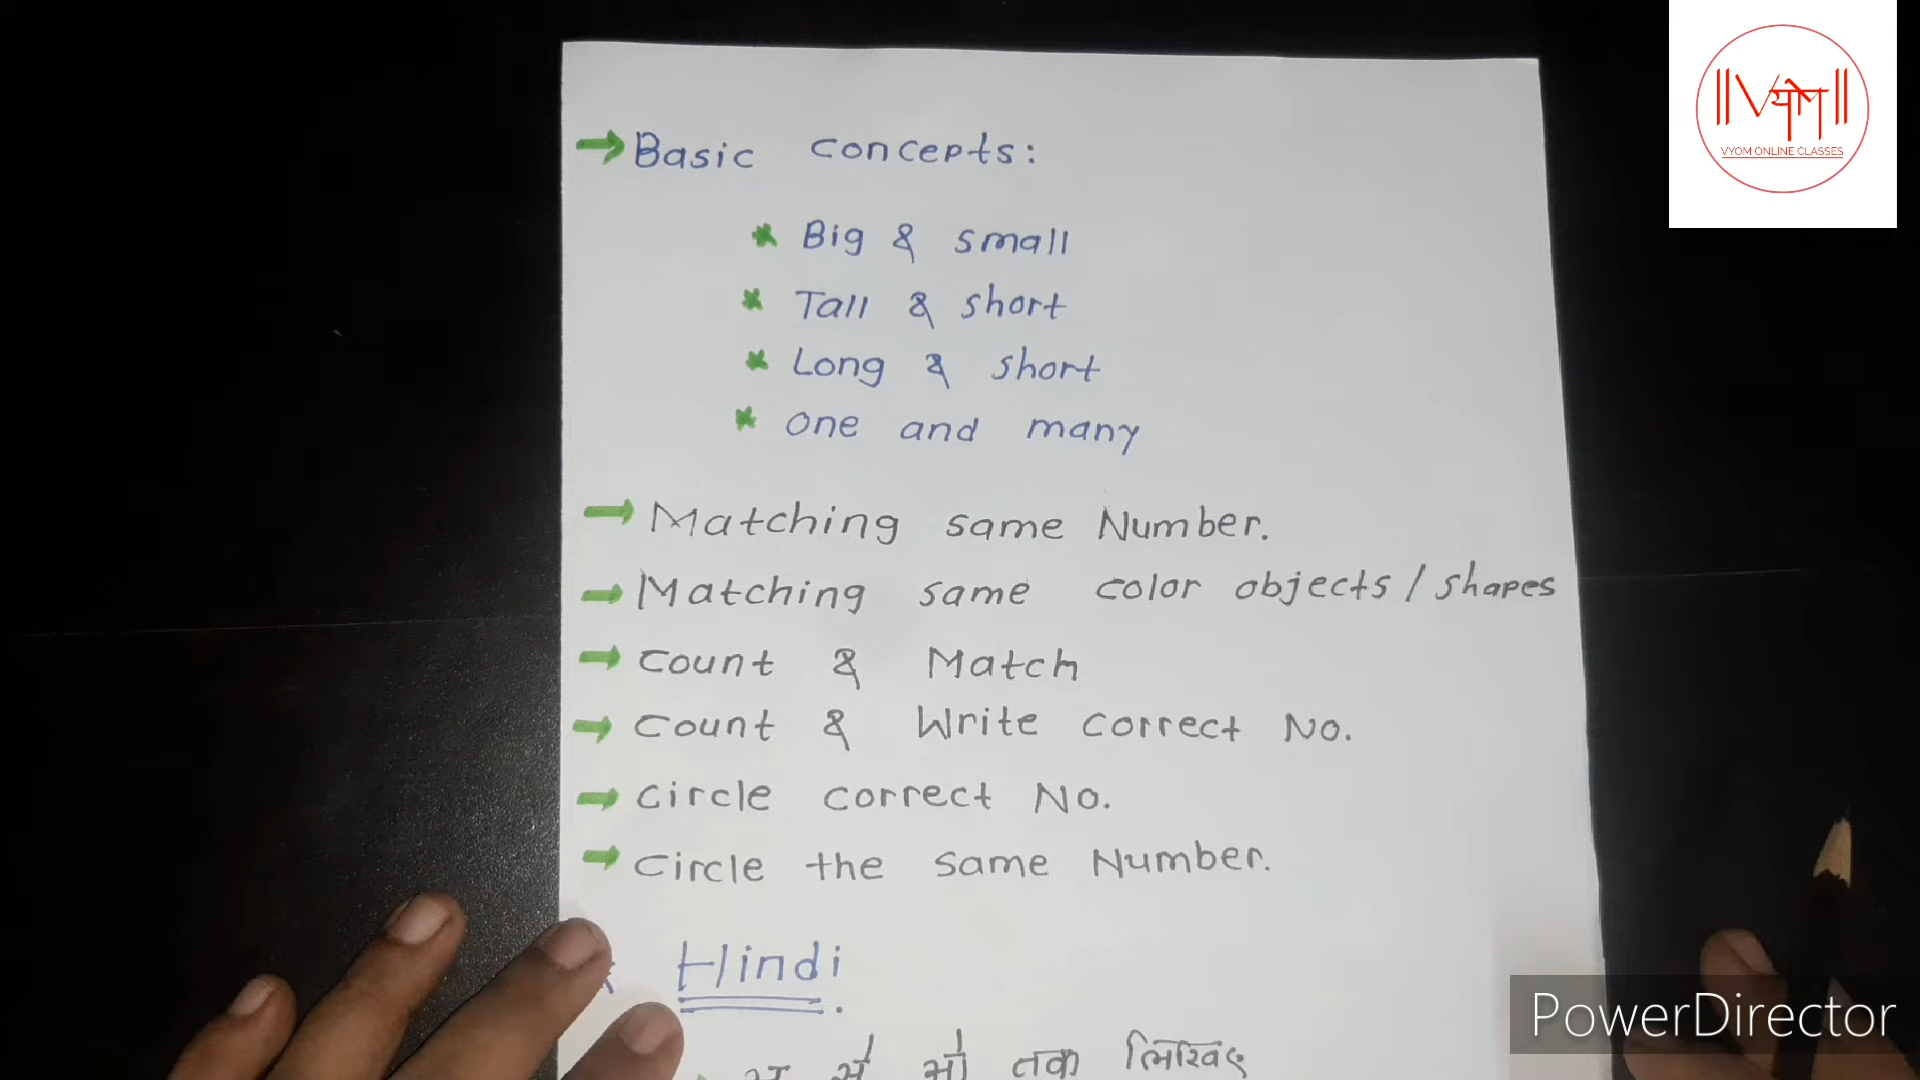 → Basic concepts:
* Big & small
* Tall & short
* Long & short
* one and many
→ Matching same Number.
→ Matching same color objects / shapes
→ count & Match
→ count & Write correct No.
→ circle correct No.
→ circle the same Number.
Hindi.
से तक लिखिए
||Vयोम||
VYOM ONLINE CLASSES
PowerDirector